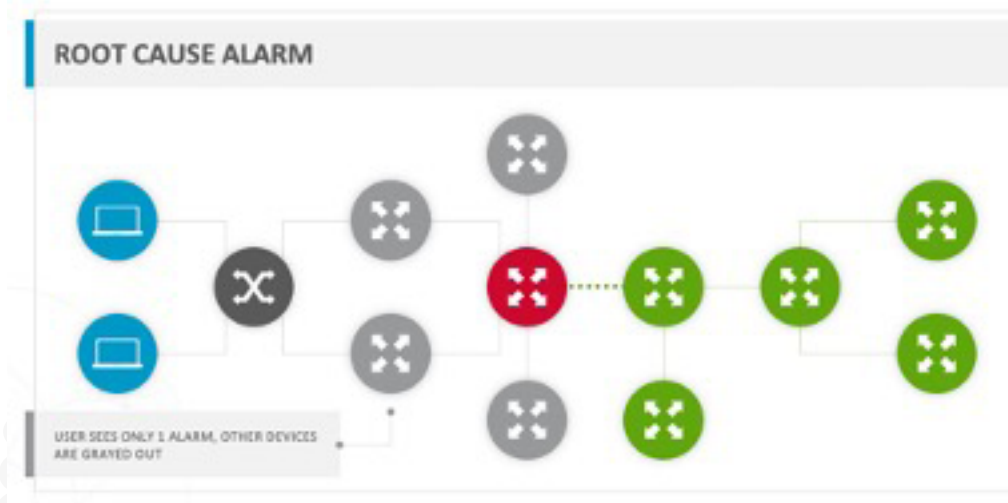 ROOT CAUSE ALARM
USER SEES ONLY 1 ALARM, OTHER DEVICES
ARE GRAYED OUT